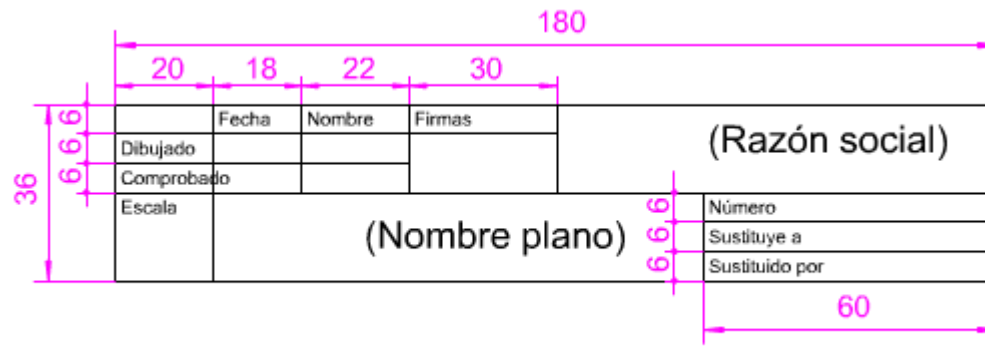 180
20 18 22 30
6 Fecha Nombre Firmas
(Razón social)
6 Dibujado
6 Comprobado
36
Escala
(Nombre plano)
6 Número
6 Sustituye a
6 Sustituido por
60